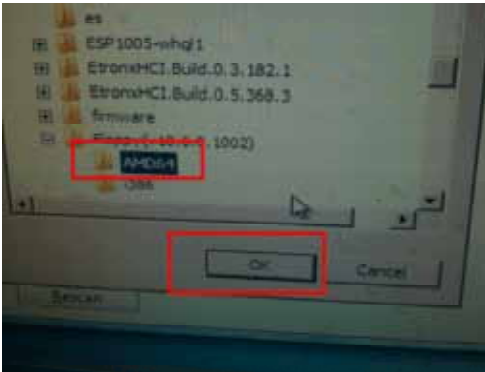 es
ESP1005-whql1
EtronxHCI.Build.0.3.182.1
EtronxHCI.Build.0.5.368.3
firmware
1002)
AMD64
i386
OK
Cancel
Rescan